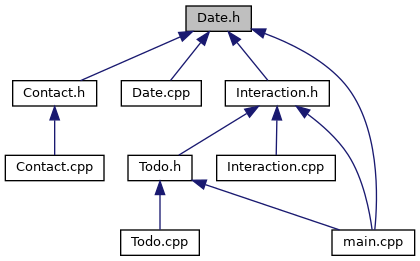 Date.h
Contact.h
Date.cpp
Interaction.h
Contact.cpp
Todo.h
Interaction.cpp
Todo.cpp
main.cpp